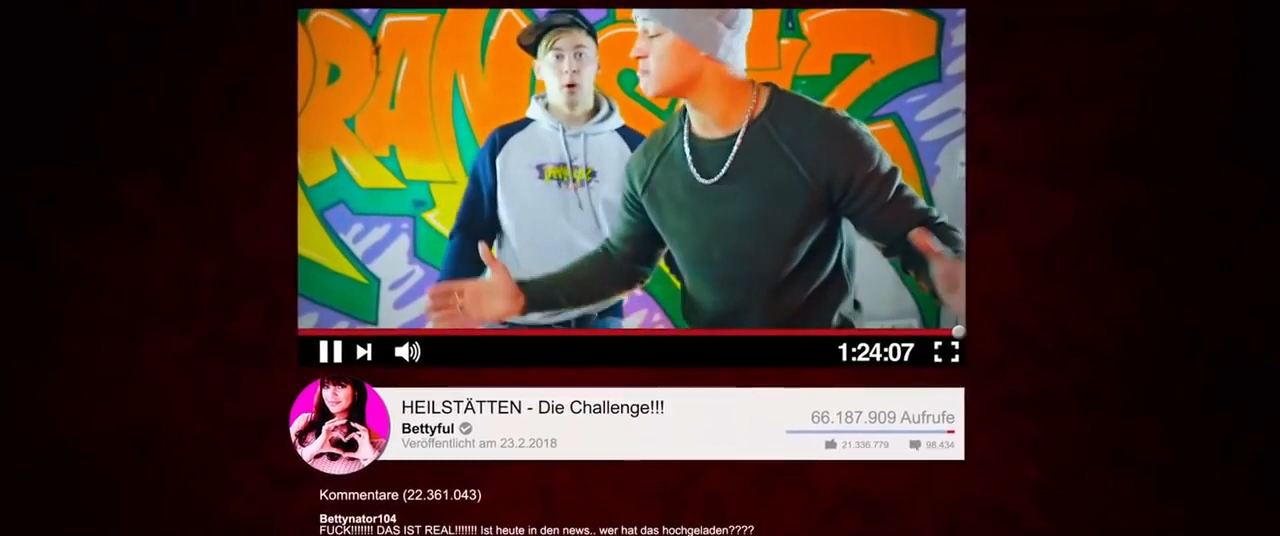 1:24:07
HEILSTÄTTEN - Die Challenge!!!
66.187.909 Aufrufe
Bettyful
Veröffentlicht am 23.2.2018
21.336.779
98.434
Kommentare (22.361.043)
Bettynator104
FUCK!!!!!!! DAS IST REAL!!!!!!! Ist heute in den news.. wer hat das hochgeladen????